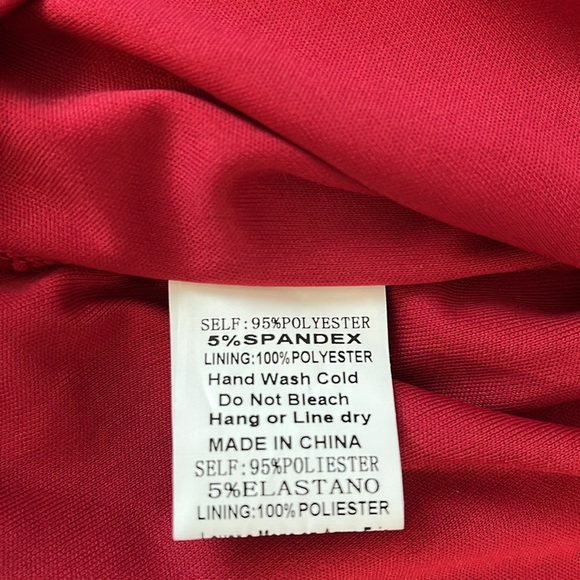 SELF:95%POLYESTER
5%SPANDEX
LINING:100%POLYESTER
Hand Wash Cold
Do Not Bleach
Hang or Line dry
MADE IN CHINA
SELF:95%POLIESTER
5%ELASTANO
LINING:100%POLIESTER